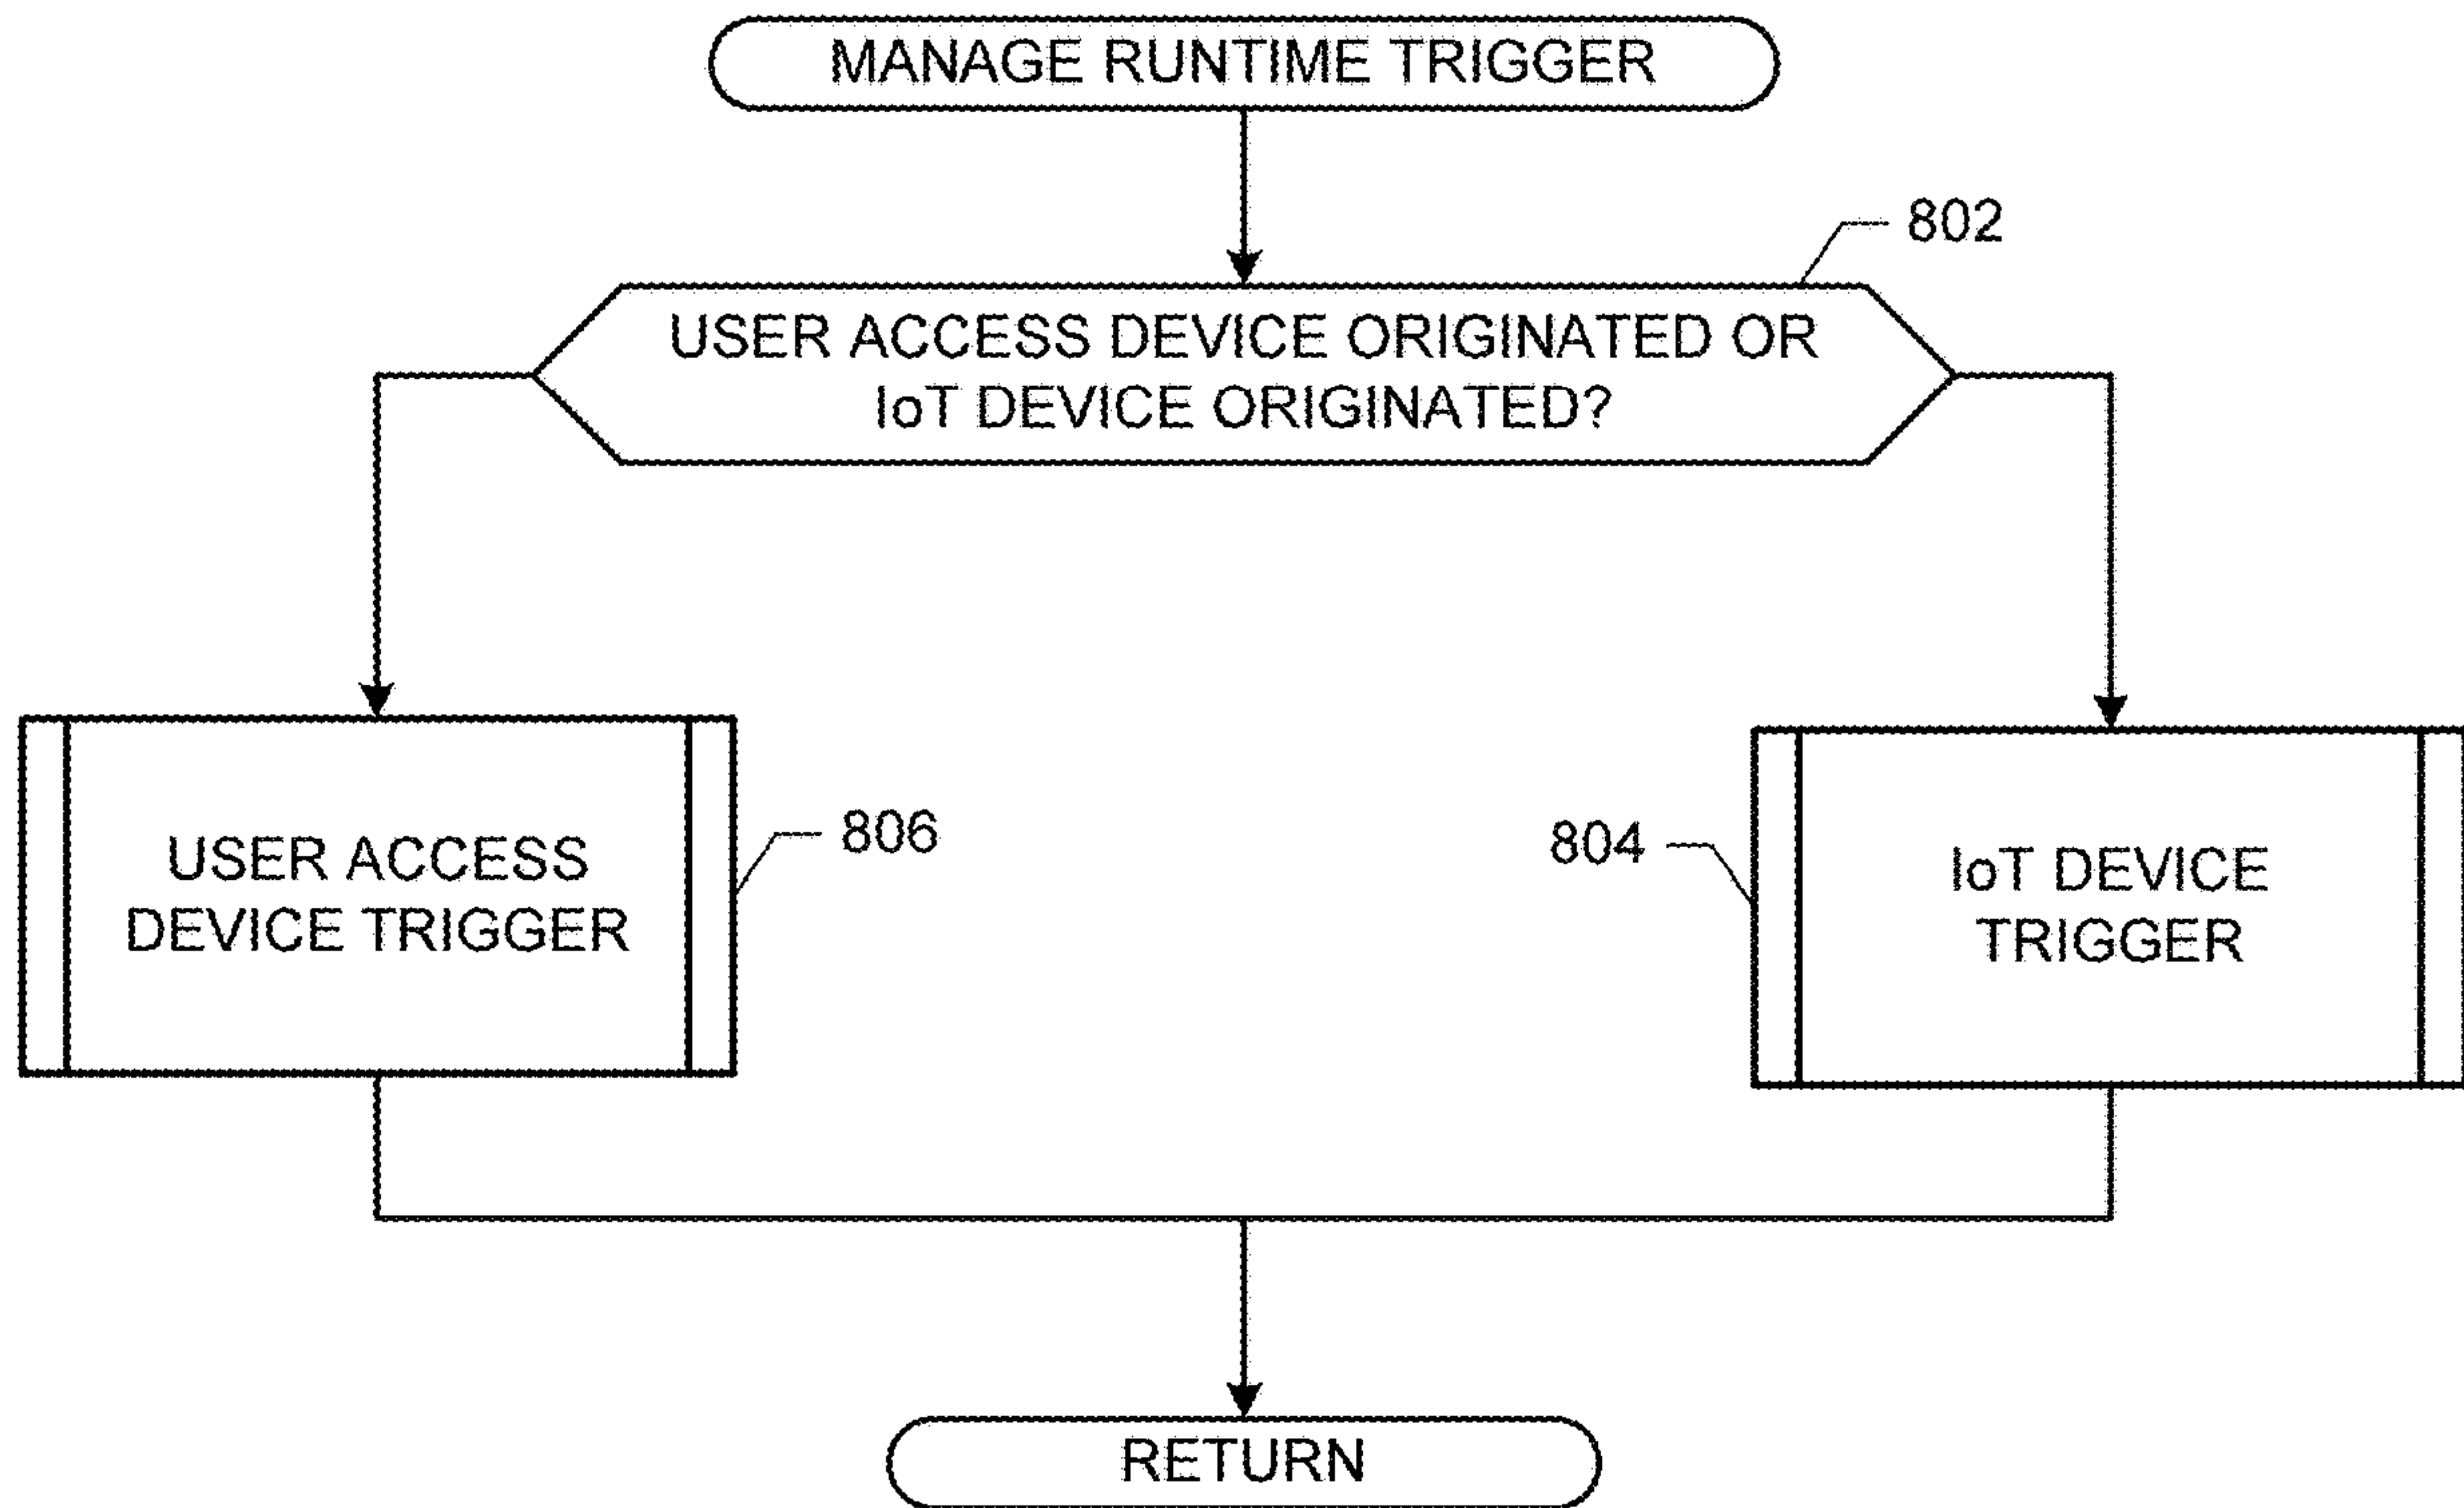 MANAGE RUNTIME TRIGGER
802
USER ACCESS DEVICE ORIGINATED OR
IoT DEVICE ORIGINATED?
USER ACCESS
DEVICE TRIGGER
806
804
IoT DEVICE
TRIGGER
RETURN